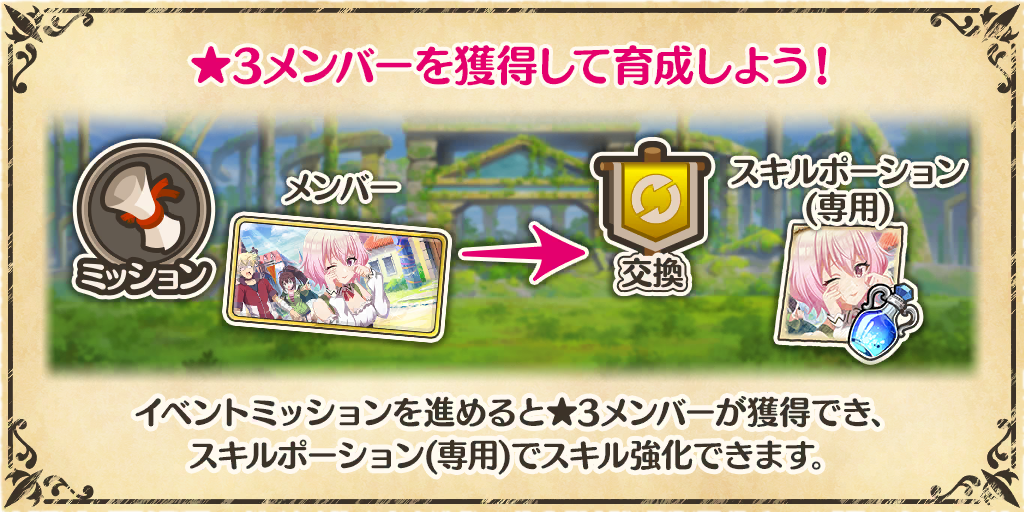 ★3メンバーを獲得して育成しよう！
ミッション
メンバー
交換
スキルポーション
(専用)
イベントミッションを進めると★3メンバーが獲得でき、
スキルポーション(専用)でスキル強化できます。